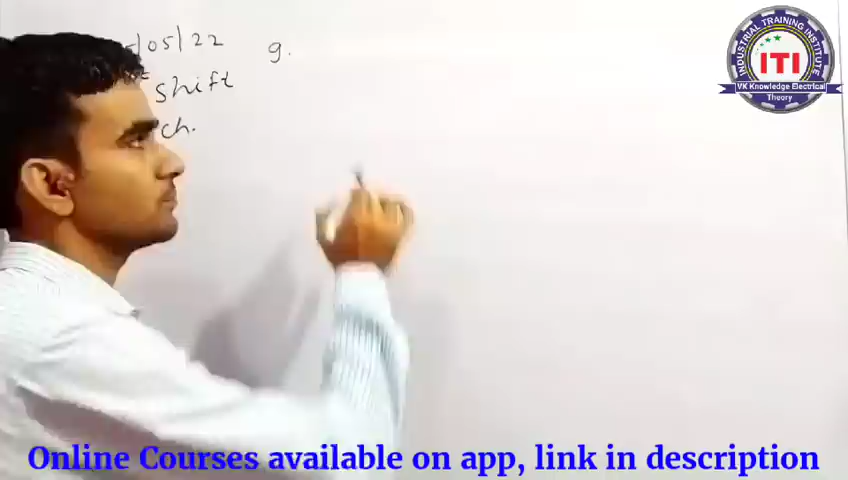 /05/22
g.
shift
ch.
INDUSTRIAL TRAINING INSTITUTE
ITI
VK Knowledge Electrical
Theory
Online Courses available on app, link in description